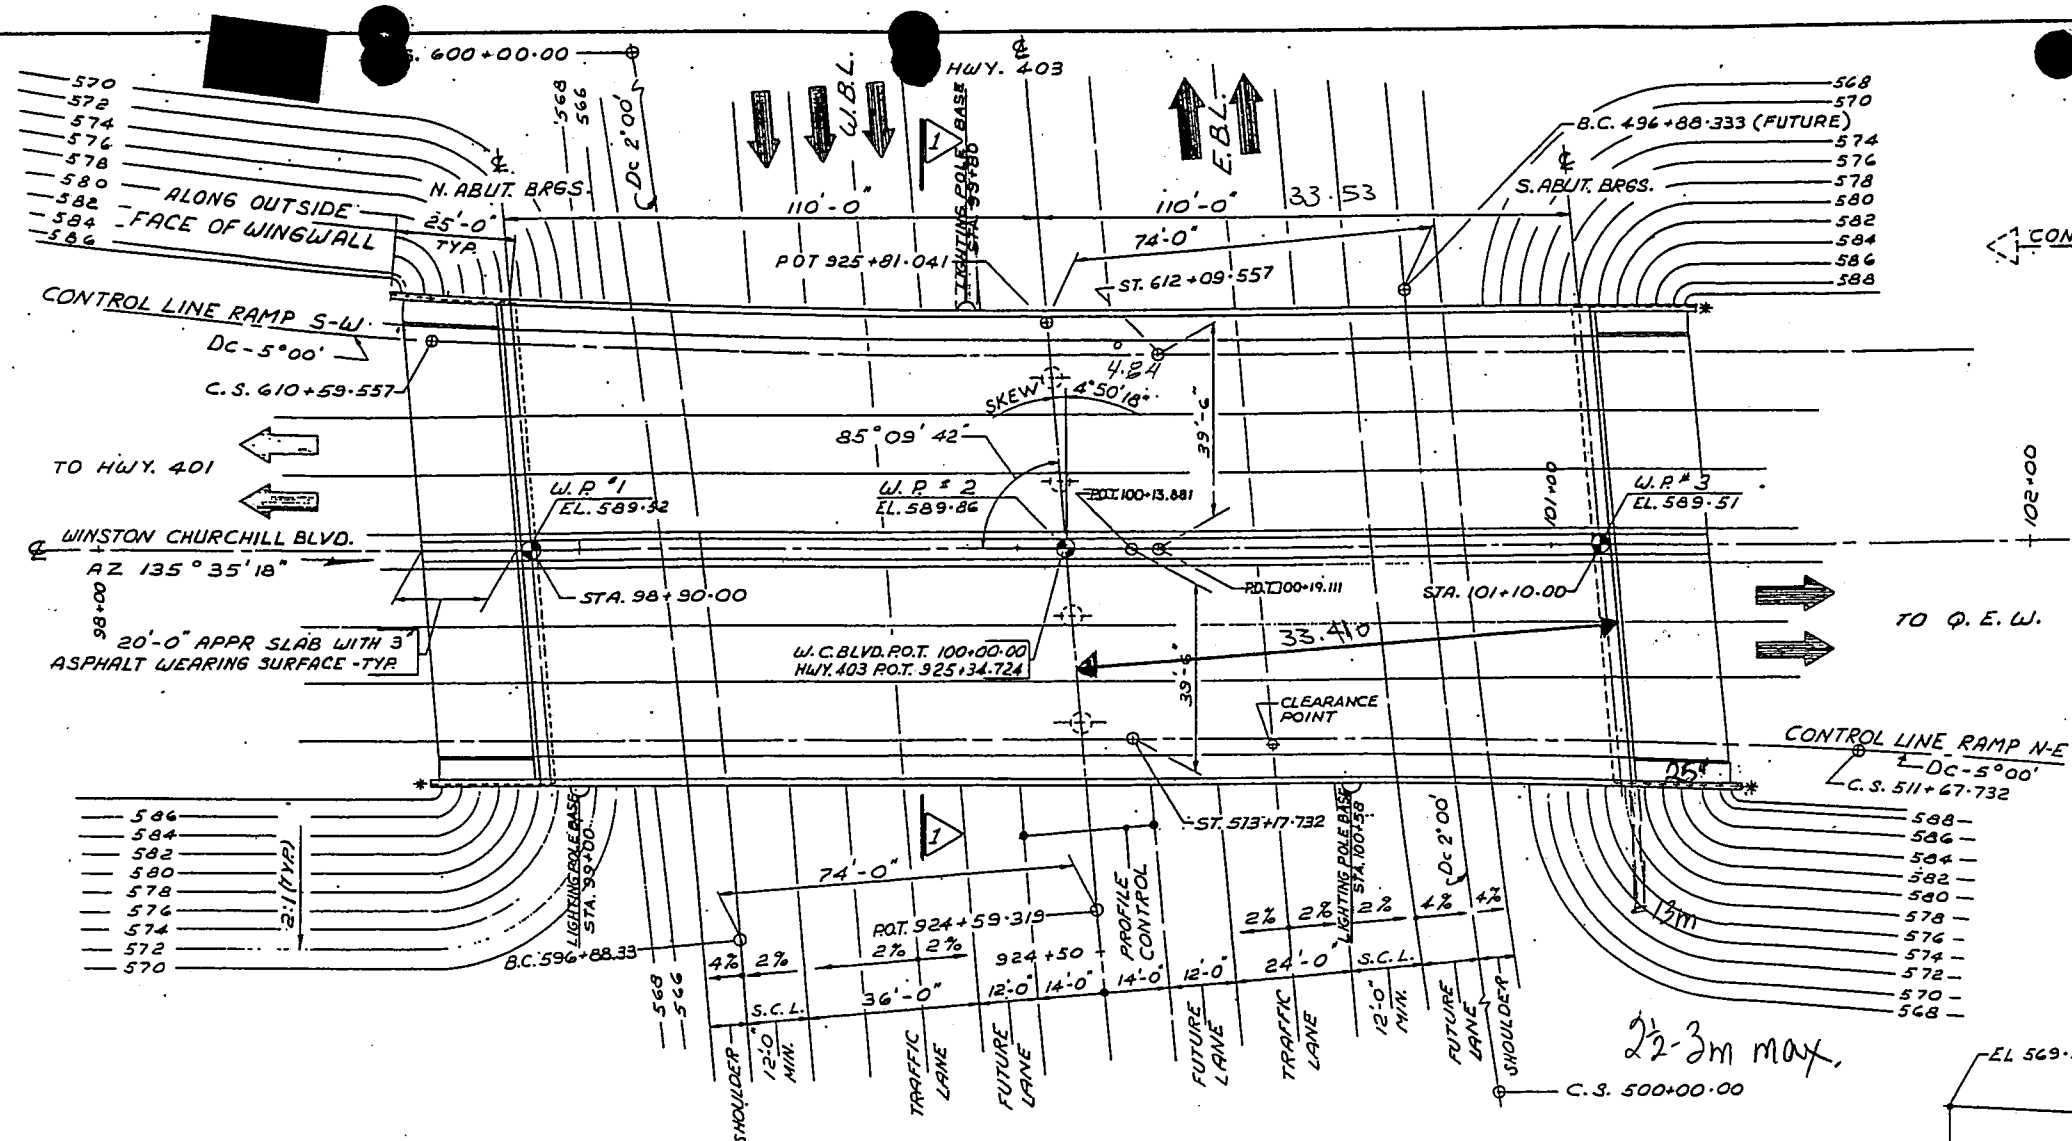 S. 600+00.00
HWY. 403
570
572
574
576
578
580
582
584
586
ALONG OUTSIDE
FACE OF WINGWALL
N. ABUT. BRGS.
25'-0"
TYP.
568
566
Dc 2°00'
W.B.L.
1
LIGHTING POLE BASE
STA. 99+80
E.B.L.
110'-0"
110'-0"
33.53
74'-0"
B.C. 496+88.333 (FUTURE)
S. ABUT. BRGS.
568
570
574
576
578
580
582
584
586
588
CON
P.O.T 925+81.041
ST. 612+09.557
CONTROL LINE RAMP S-W
DC-5°00'
C.S. 610+59.557
4.84
SKEW
4°50'18"
39'-6"
85°09'42"
TO HWY. 401
W.P. #1
EL. 589.52
W.P. #2
EL. 589.86
P.O.T. 100+13.881
101+00
W.P. #3
EL. 589.51
102+00
WINSTON CHURCHILL BLVD.
AZ 135°35'18"
98+00
STA. 98+90.00
P.O.T. 100+19.111
STA. 101+10.00
TO Q.E.W.
20'-0" APPR SLAB WITH 3"
ASPHALT WEARING SURFACE-TYP.
W.C.BLVD. P.O.T. 100+00.00
HWY. 403 P.O.T. 925+34.724
33.410
39'-6"
CLEARANCE
POINT
CONTROL LINE RAMP N-E
DC-5°00'
C.S. 511+67.732
25'
586
584
582
580
578
576
574
572
570
2:1 (TYP.)
LIGHTING POLE BASE
STA. 99+00
1
ST. 513+17.732
LIGHTING POLE BASE
STA. 100+58
Dc 2°00'
74'-0"
P.O.T. 924+59.319
924+50
PROFILE
CONTROL
B.C. 596+88.33
4%
2%
2%
2%
2%
2%
2%
4%
4%
568
566
S.C.L.
36'-0"
12'-0"
14'-0"
14'-0"
12'-0"
24'-0"
S.C.L.
SHOULDER
12'-0"
MIN.
TRAFFIC
LANE
FUTURE
LANE
FUTURE
LANE
TRAFFIC
LANE
12'-0"
MIN.
FUTURE
LANE
SHOULDER
588
586
584
582
580
578
576
574
572
570
568
13m
2½-3m max.
C.S. 500+00.00
EL 569.